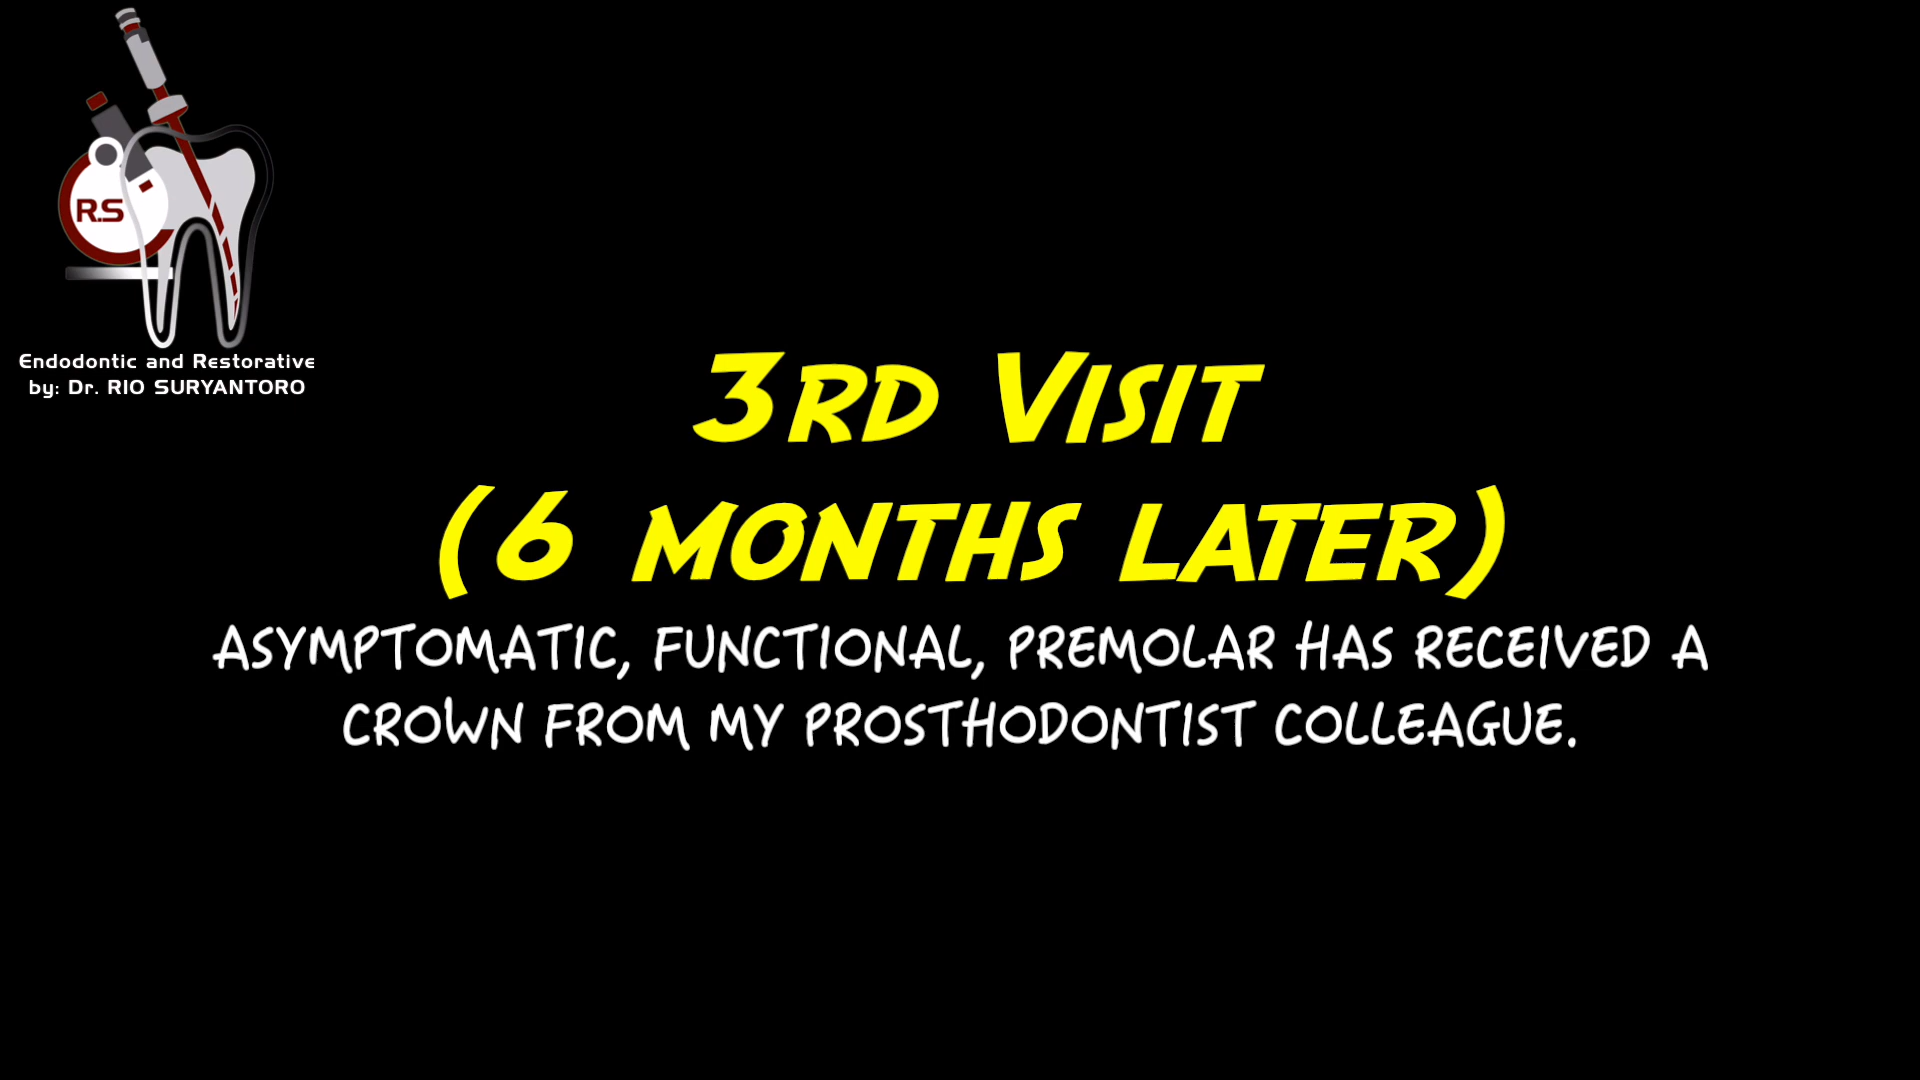 R.S
Endodontic and Restorative
by: Dr. RIO SURYANTORO
3RD VISIT
(6 MONTHS LATER)
ASYMPTOMATIC, FUNCTIONAL, PREMOLAR HAS RECEIVED A
CROWN FROM MY PROSTHODONTIST COLLEAGUE.